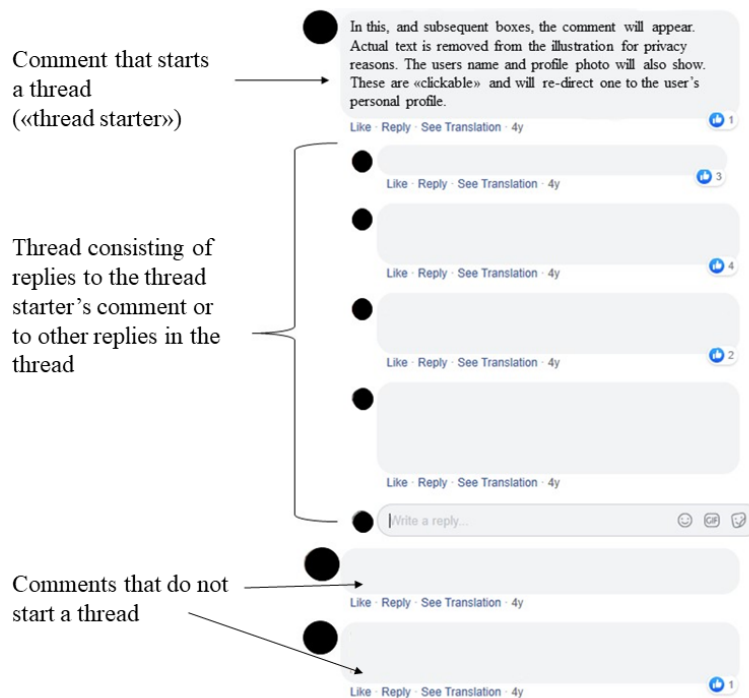 Comment that starts
a thread
(«thread starter»)
In this, and subsequent boxes, the comment will appear.
Actual text is removed from the illustration for privacy
reasons. The users name and profile photo will also show.
These are «clickable» and will re-direct one to the user’s
personal profile.
Like · Reply · See Translation · 4y
1
Like · Reply · See Translation · 4y
3
Thread consisting of
replies to the thread
starter’s comment or
to other replies in the
thread
Like · Reply · See Translation · 4y
4
Like · Reply · See Translation · 4y
2
Like · Reply · See Translation · 4y
Write a reply...
GIF
Comments that do not
start a thread
Like · Reply · See Translation · 4y
Like · Reply · See Translation · 4y
1